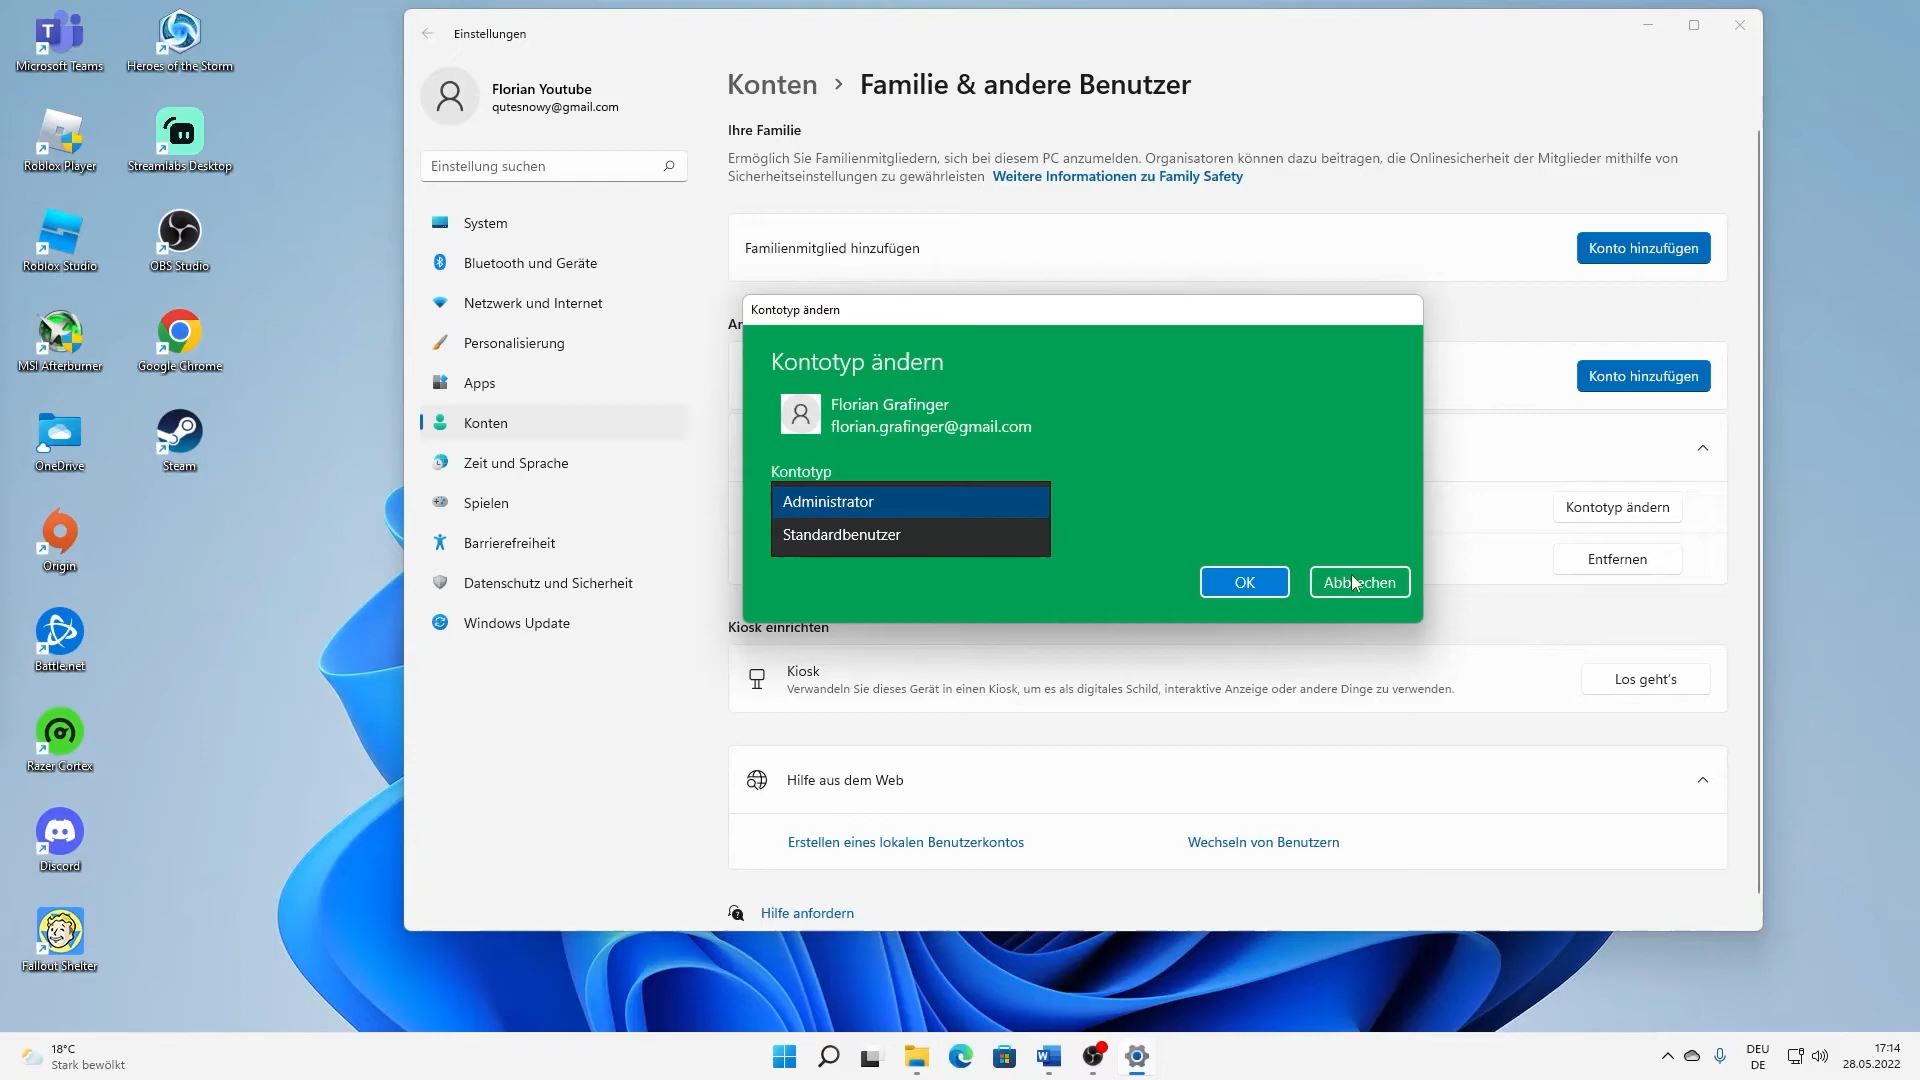 Microsoft Teams
Heroes of the Storm
Roblox Player
Streamlabs Desktop
Roblox Studio
OBS Studio
MSI Afterburner
Google Chrome
OneDrive
Steam
Origin
Battle.net
Razer Cortex
Discord
Fallout Shelter
Einstellungen
Florian Youtube
qutesnowy@gmail.com
Einstellung suchen
System
Bluetooth und Geräte
Netzwerk und Internet
Personalisierung
Apps
Konten
Zeit und Sprache
Spielen
Barrierefreiheit
Datenschutz und Sicherheit
Windows Update
Konten > Familie & andere Benutzer
Ihre Familie
Ermöglich Sie Familienmitgliedern, sich bei diesem PC anzumelden. Organisatoren können dazu beitragen, die Onlinesicherheit der Mitglieder mithilfe von
Sicherheitseinstellungen zu gewährleisten Weitere Informationen zu Family Safety
Familienmitglied hinzufügen
Konto hinzufügen
Konto hinzufügen
Kontotyp ändern
Kontotyp ändern
Florian Grafinger
florian.grafinger@gmail.com
Kontotyp
Administrator
Standardbenutzer
OK
Abbrechen
Kontotyp ändern
Entfernen
Kiosk einrichten
Kiosk
Verwandeln Sie dieses Gerät in einen Kiosk, um es als digitales Schild, interaktive Anzeige oder andere Dinge zu verwenden.
Los geht's
Hilfe aus dem Web
Erstellen eines lokalen Benutzerkontos
Wechseln von Benutzern
Hilfe anfordern
18°C
Stark bewölkt
DEU
DE
17:14
28.05.2022